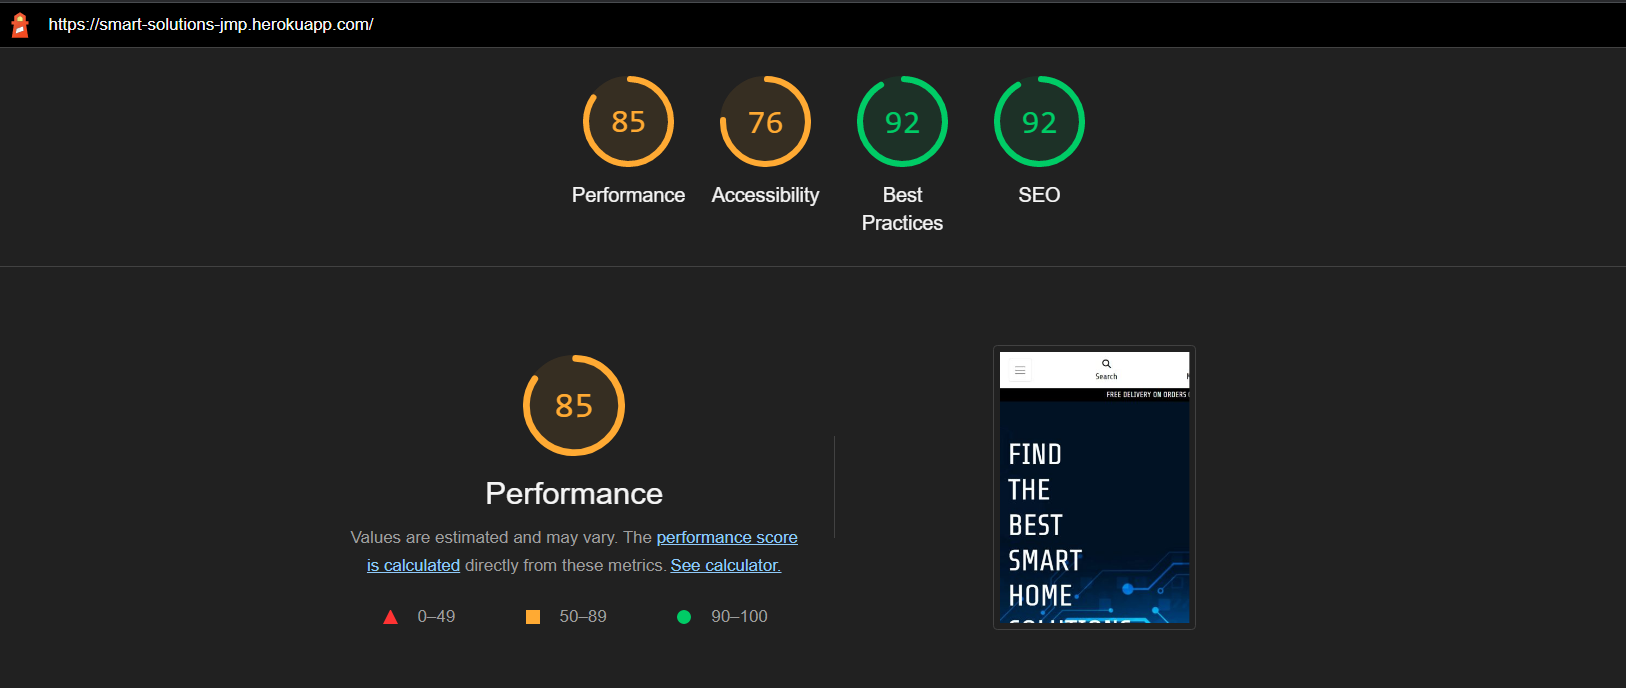 https://smart-solutions-jmp.herokuapp.com/
85
76
92
92
Performance
Accessibility
Best
Practices
SEO
85
Performance
Values are estimated and may vary. The performance score
is calculated directly from these metrics. See calculator.
0–49
50–89
90–100
Search
FREE DELIVERY ON ORDERS
FIND
THE
BEST
SMART
HOME
SOLUTIONS